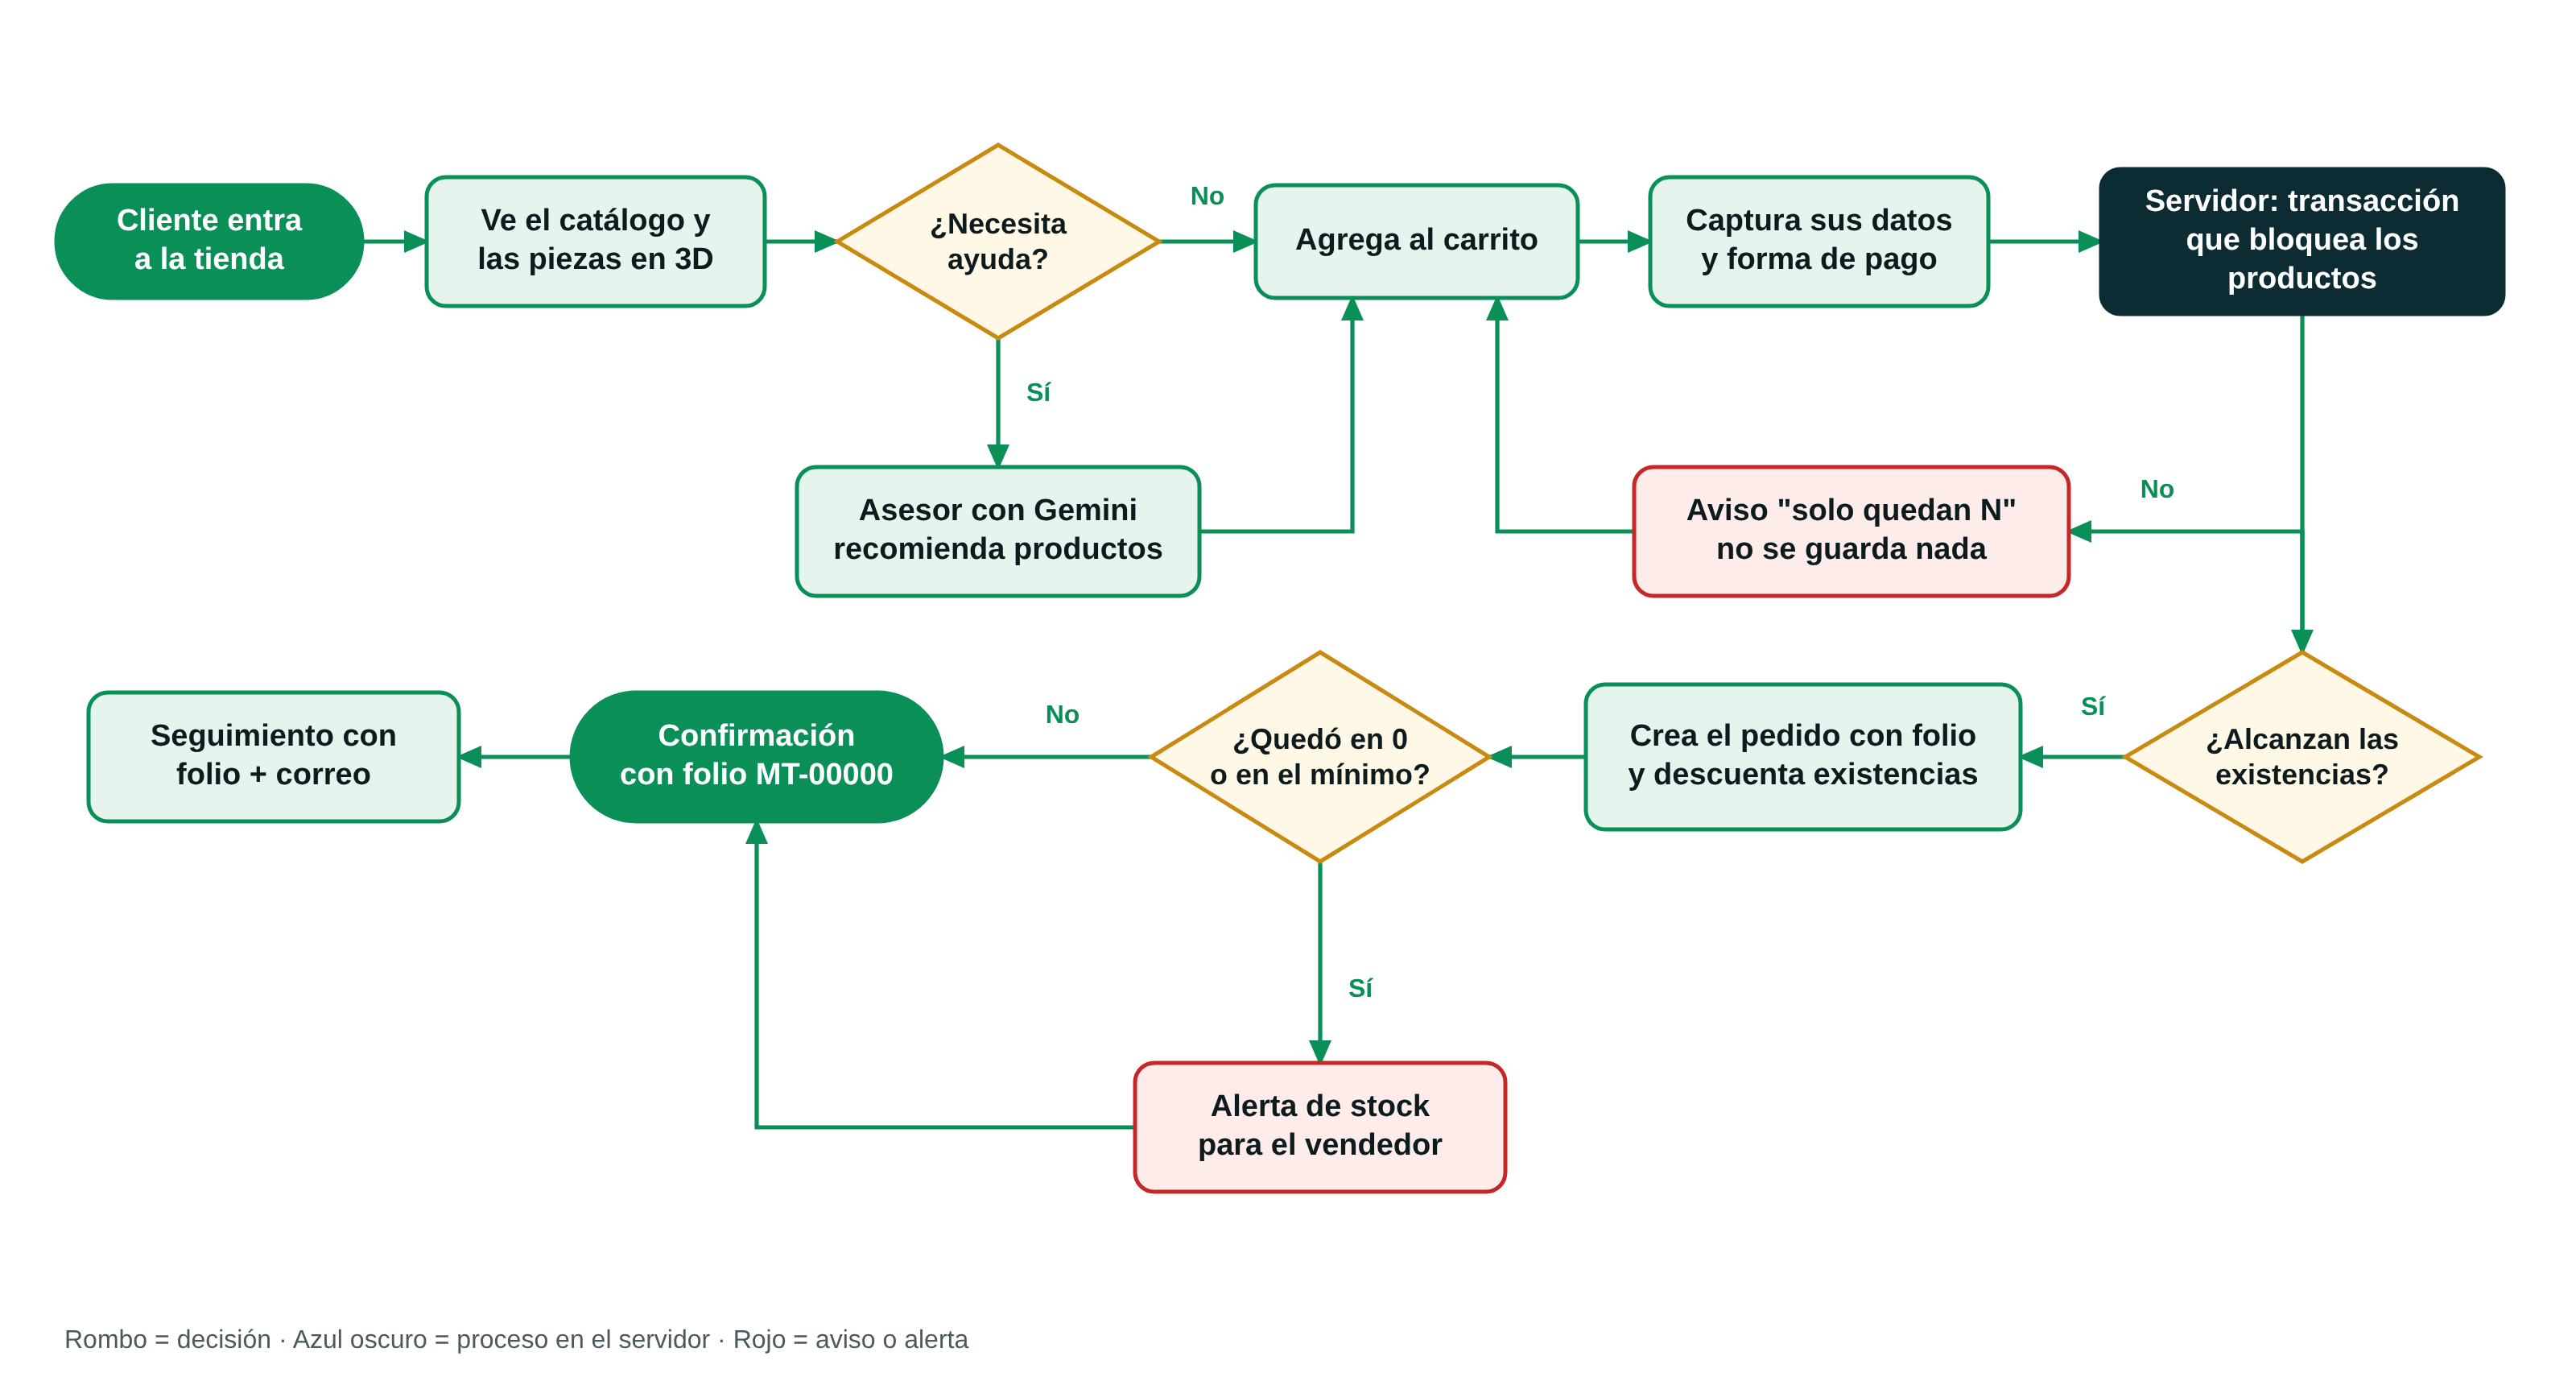 Cliente entra
a la tienda
Ve el catálogo y
las piezas en 3D
¿Necesita
ayuda?
No
Agrega al carrito
Captura sus datos
y forma de pago
Servidor: transacción
que bloquea los
productos
Sí
Asesor con Gemini
recomienda productos
Aviso "solo quedan N"
no se guarda nada
No
Seguimiento con
folio + correo
Confirmación
con folio MT-00000
No
¿Quedó en 0
o en el mínimo?
Crea el pedido con folio
y descuenta existencias
Sí
¿Alcanzan las
existencias?
Sí
Alerta de stock
para el vendedor
Rombo = decisión · Azul oscuro = proceso en el servidor · Rojo = aviso o alerta